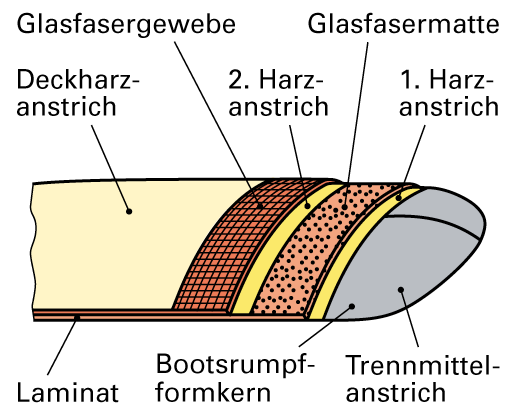 Glasfasergewebe
Glasfasermatte
Deckharz-
anstrich
2. Harz-
anstrich
1. Harz-
anstrich
Laminat
Bootsrumpf-
formkern
Trennmittel-
anstrich